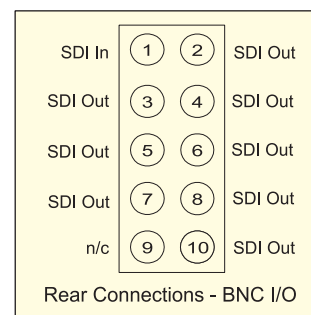 SDI In 1 2 SDI Out
SDI Out 3 4 SDI Out
SDI Out 5 6 SDI Out
SDI Out 7 8 SDI Out
n/c 9 10 SDI Out
Rear Connections - BNC I/O